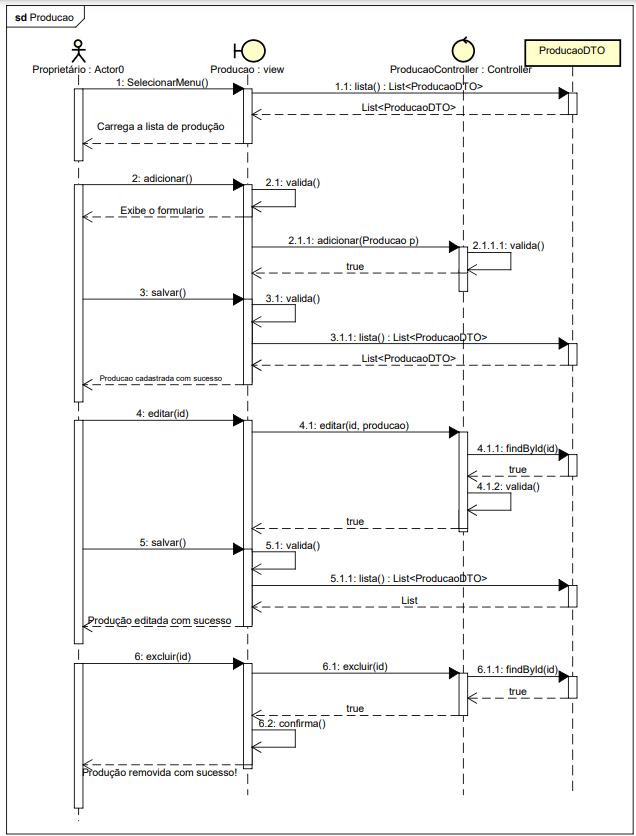 sd Producao
Proprietário : Actor0
Producao : view
ProducaoController : Controller
ProducaoDTO
1: SelecionarMenu()
1.1: lista() : List<ProducaoDTO>
List<ProducaoDTO>
Carrega a lista de produção
2: adicionar()
2.1: valida()
Exibe o formulario
2.1.1: adicionar(Producao p)
2.1.1.1: valida()
true
3: salvar()
3.1: valida()
3.1.1: lista() : List<ProducaoDTO>
List<ProducaoDTO>
Producao cadastrada com sucesso
4: editar(id)
4.1: editar(id, producao)
4.1.1: findById(id)
true
4.1.2: valida()
true
5: salvar()
5.1: valida()
5.1.1: lista() : List<ProducaoDTO>
List
Produção editada com sucesso
6: excluir(id)
6.1: excluir(id)
6.1.1: findById(id)
true
true
6.2: confirma()
Produção removida com sucesso!